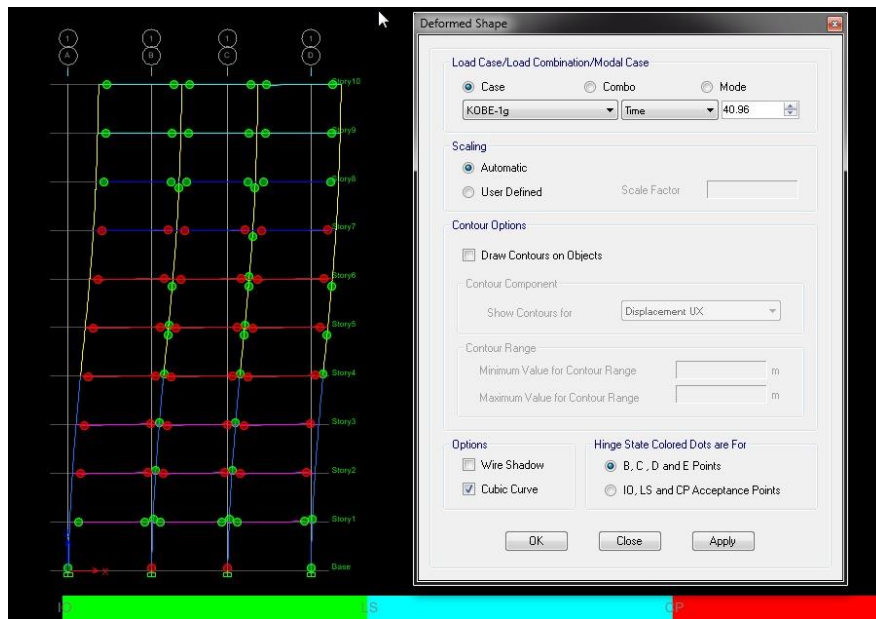 1 1 1 1
A B C D
Story10
Story9
Story8
Story7
Story6
Story5
Story4
Story3
Story2
Story1
Base
X
IO LS CP
Deformed Shape
Load Case/Load Combination/Modal Case
Case Combo Mode
KOBE-1g Time 40.96
Scaling
Automatic
User Defined Scale Factor
Contour Options
Draw Contours on Objects
Contour Component
Show Contours for Displacement UX
Contour Range
Minimum Value for Contour Range m
Maximum Value for Contour Range m
Options
Wire Shadow
Cubic Curve
Hinge State Colored Dots are For
B, C, D and E Points
IO, LS and CP Acceptance Points
OK Close Apply